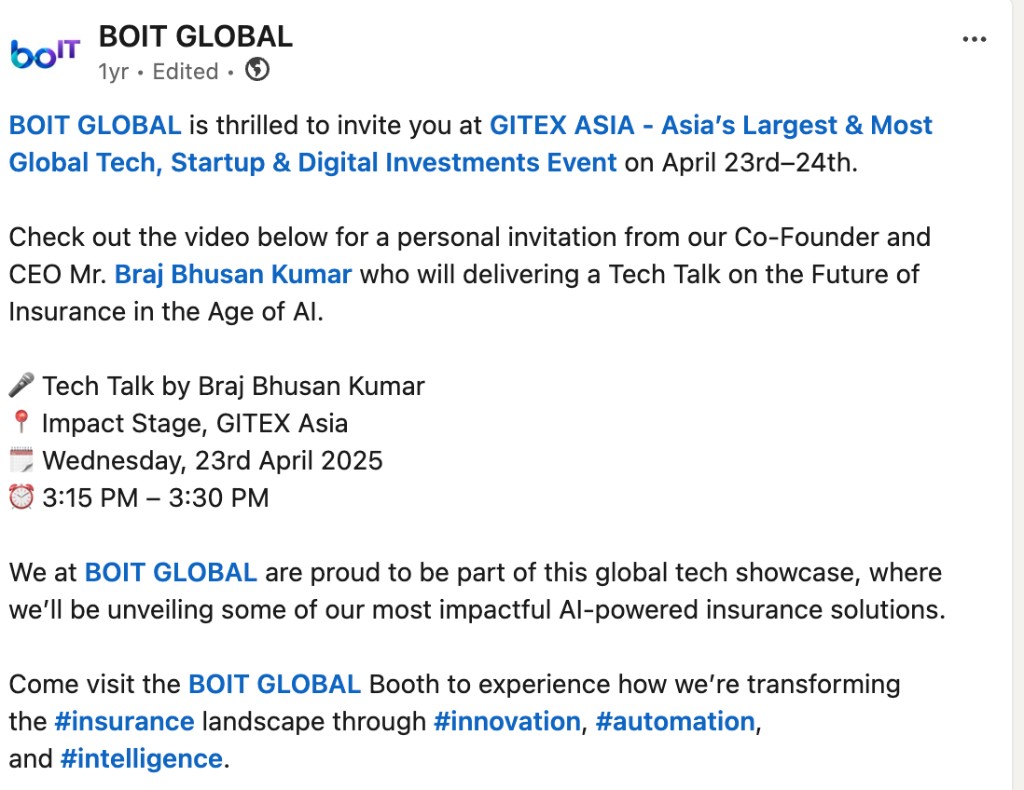 boIT
BOIT GLOBAL
1yr • Edited •
BOIT GLOBAL is thrilled to invite you at GITEX ASIA - Asia’s Largest & Most
Global Tech, Startup & Digital Investments Event on April 23rd–24th.
Check out the video below for a personal invitation from our Co-Founder and
CEO Mr. Braj Bhusan Kumar who will delivering a Tech Talk on the Future of
Insurance in the Age of AI.
🎤 Tech Talk by Braj Bhusan Kumar
📍 Impact Stage, GITEX Asia
🗓️ Wednesday, 23rd April 2025
⏰ 3:15 PM – 3:30 PM
We at BOIT GLOBAL are proud to be part of this global tech showcase, where
we’ll be unveiling some of our most impactful AI-powered insurance solutions.
Come visit the BOIT GLOBAL Booth to experience how we’re transforming
the #insurance landscape through #innovation, #automation,
and #intelligence.